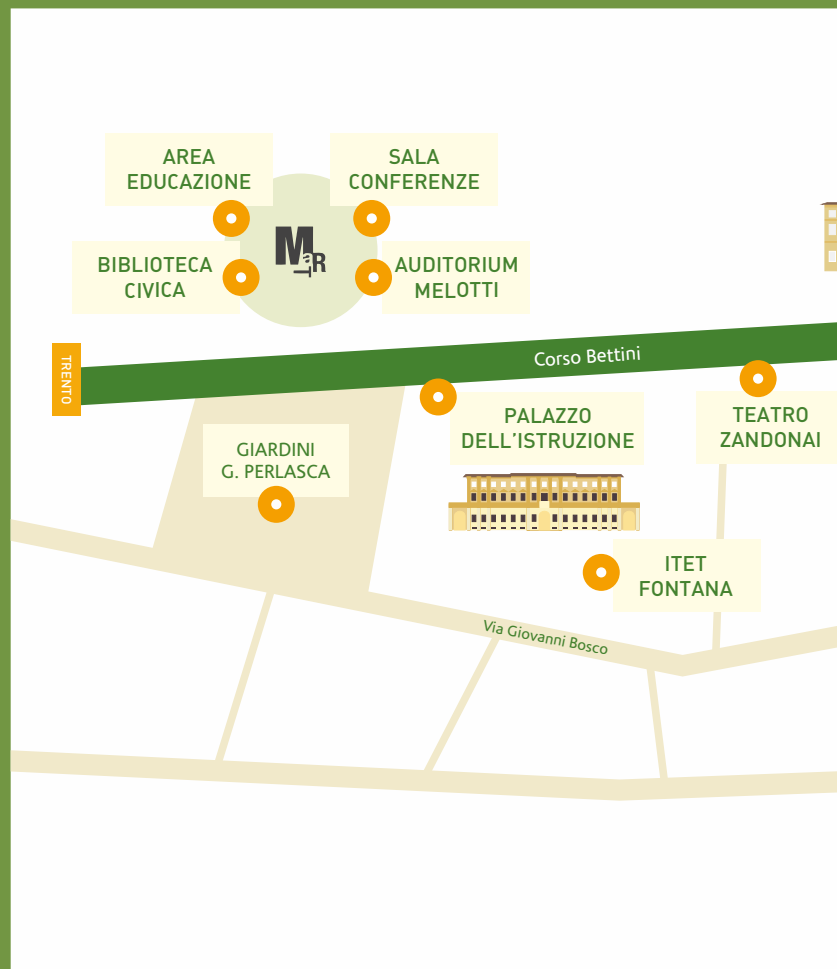 AREA
EDUCAZIONE
SALA
CONFERENZE
BIBLIOTECA
CIVICA
MaRT
AUDITORIUM
MELOTTI
TRENTO
Corso Bettini
GIARDINI
G. PERLASCA
PALAZZO
DELL'ISTRUZIONE
TEATRO
ZANDONAI
ITET
FONTANA
Via Giovanni Bosco